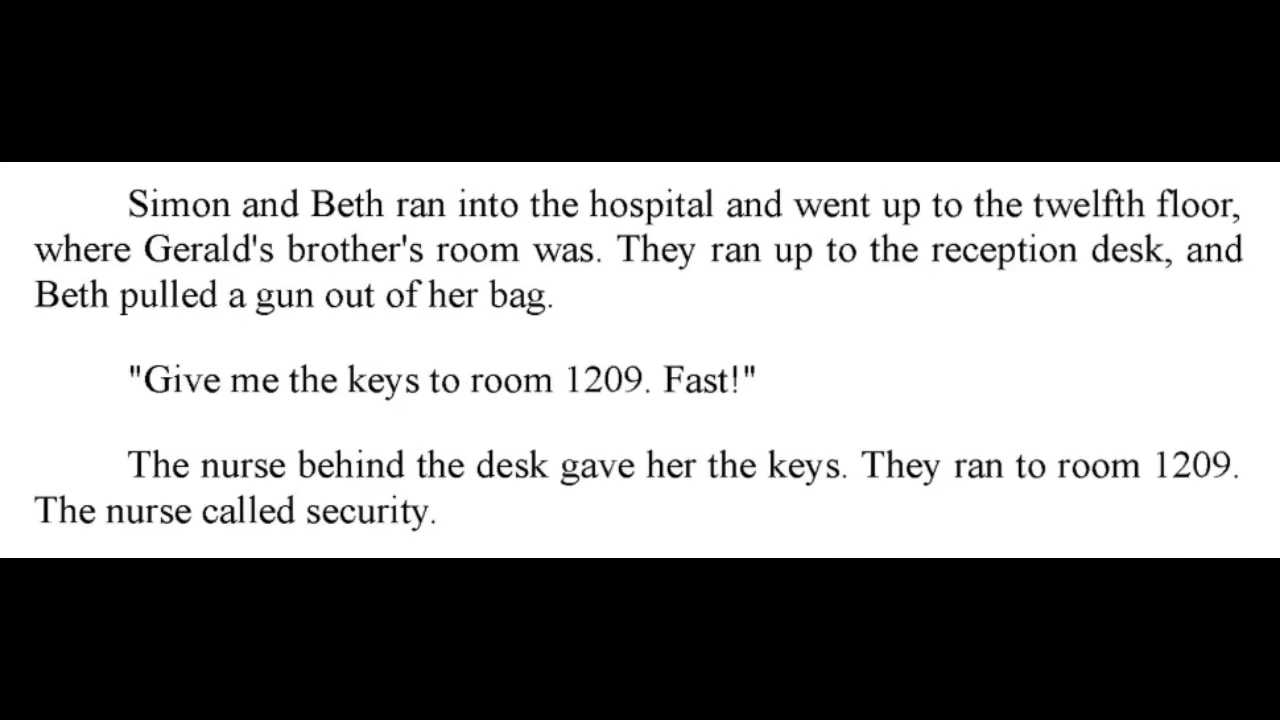 Simon and Beth ran into the hospital and went up to the twelfth floor,
where Gerald's brother's room was. They ran up to the reception desk, and
Beth pulled a gun out of her bag.
"Give me the keys to room 1209. Fast!"
The nurse behind the desk gave her the keys. They ran to room 1209.
The nurse called security.